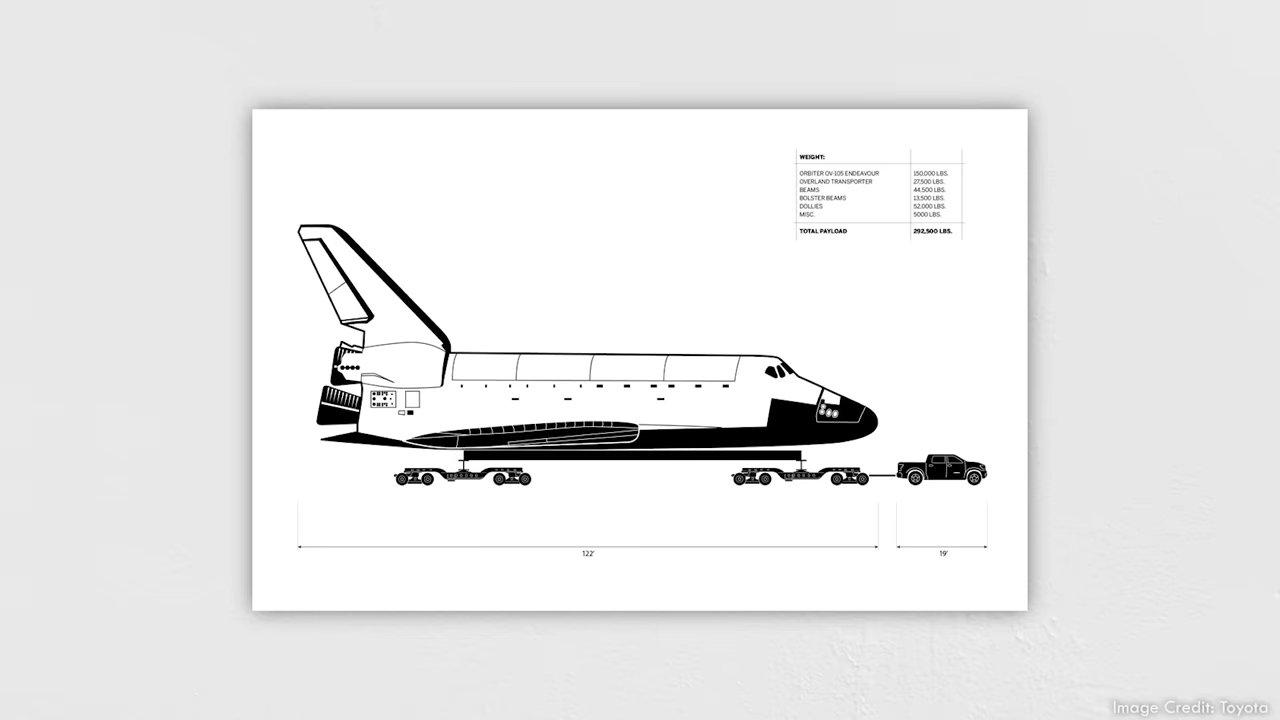 WEIGHT:
ORBITER OV-105 ENDEAVOUR 150,000 LBS.
OVERLAND TRANSPORTER 27,500 LBS.
BEAMS 44,500 LBS.
BOLSTER BEAMS 13,500 LBS.
DOLLIES 52,000 LBS.
MISC. 5000 LBS.
TOTAL PAYLOAD 292,500 LBS.
122'
19'
Image Credit: Toyota